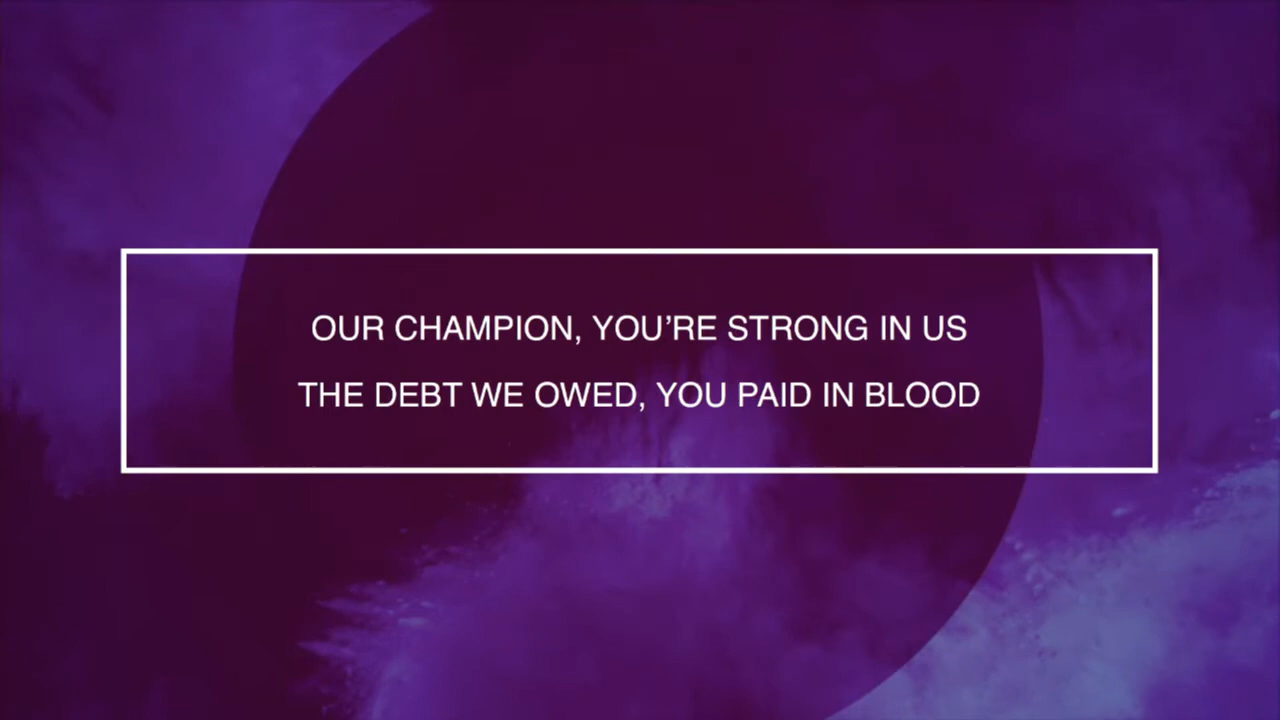 OUR CHAMPION, YOU’RE STRONG IN US
THE DEBT WE OWED, YOU PAID IN BLOOD